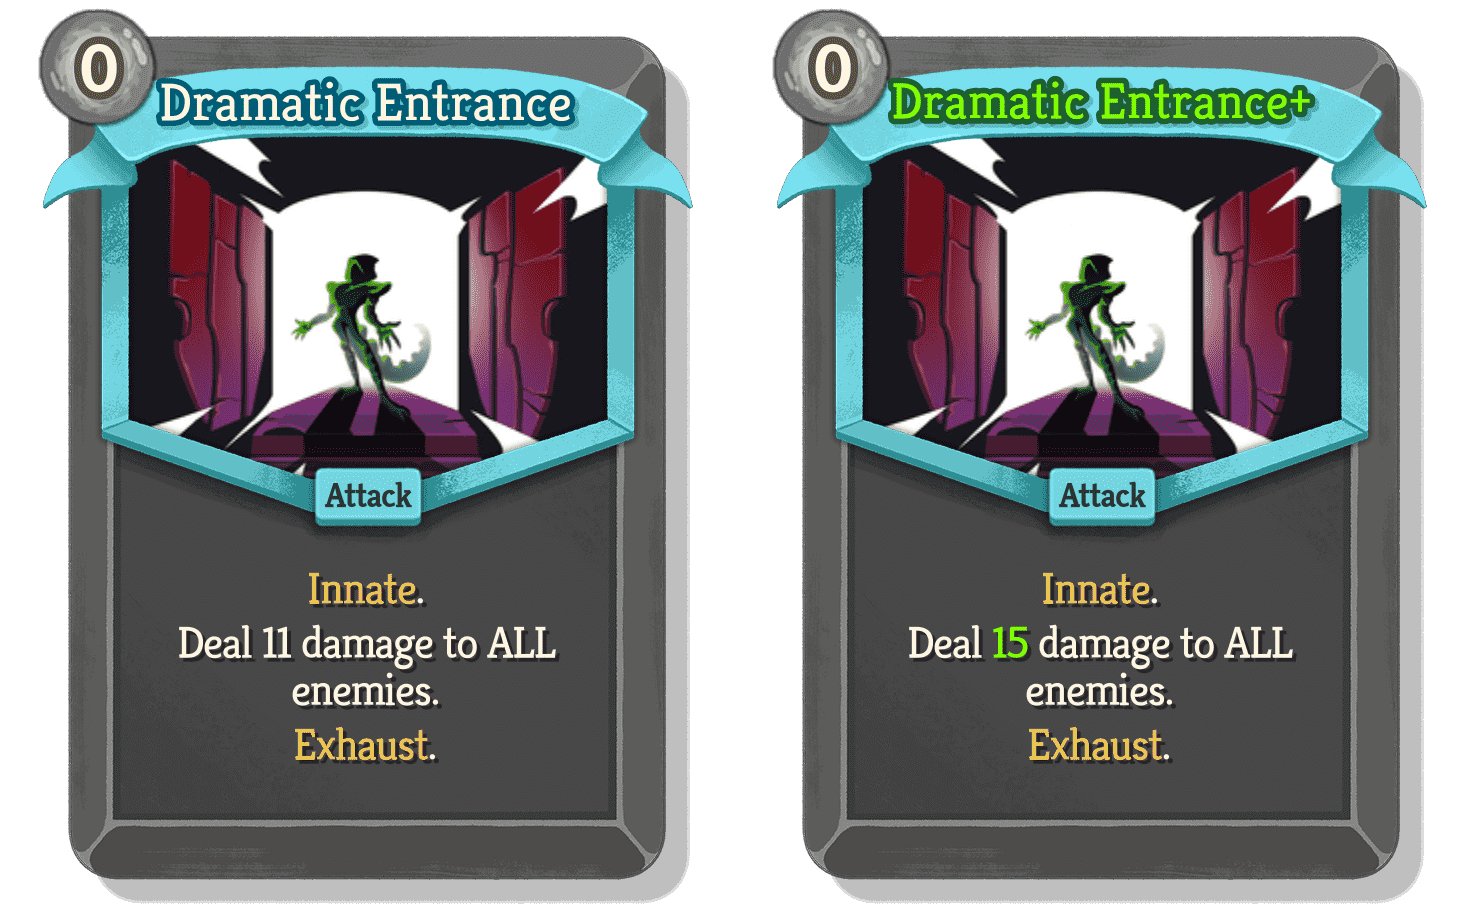 0
Dramatic Entrance
Attack
Innate.
Deal 11 damage to ALL
enemies.
Exhaust.
0
Dramatic Entrance+
Attack
Innate.
Deal 15 damage to ALL
enemies.
Exhaust.